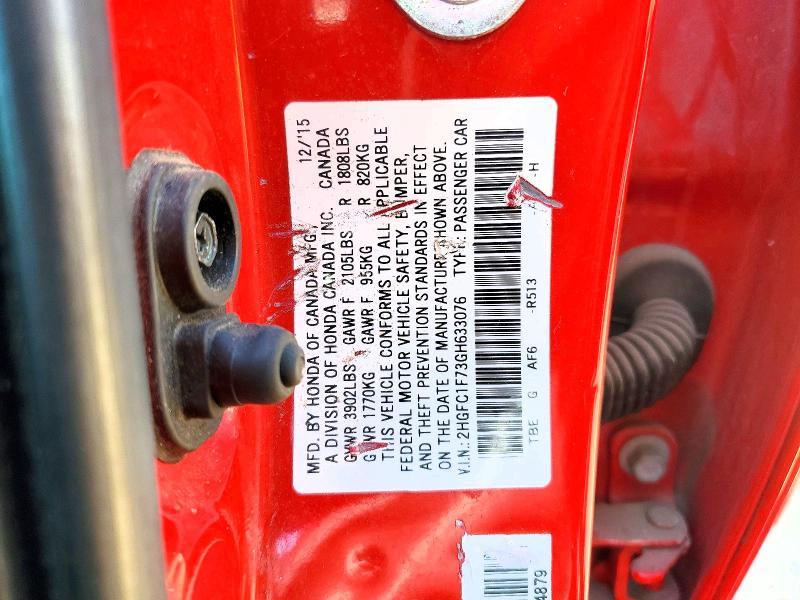 MFD. BY HONDA OF CANADA MFG., 12/'15
A DIVISION OF HONDA CANADA INC. CANADA
GVWR 3902LBS GAWR F 2105LBS R 1808LBS
GVWR 1770KG GAWR F 955KG R 820KG
THIS VEHICLE CONFORMS TO ALL APPLICABLE
FEDERAL MOTOR VEHICLE SAFETY, BUMPER,
AND THEFT PREVENTION STANDARDS IN EFFECT
ON THE DATE OF MANUFACTURE SHOWN ABOVE.
V.I.N.: 2HGFC1F73GH633076 TYPE: PASSENGER CAR
TBE G AF6 -R513 -H
4879